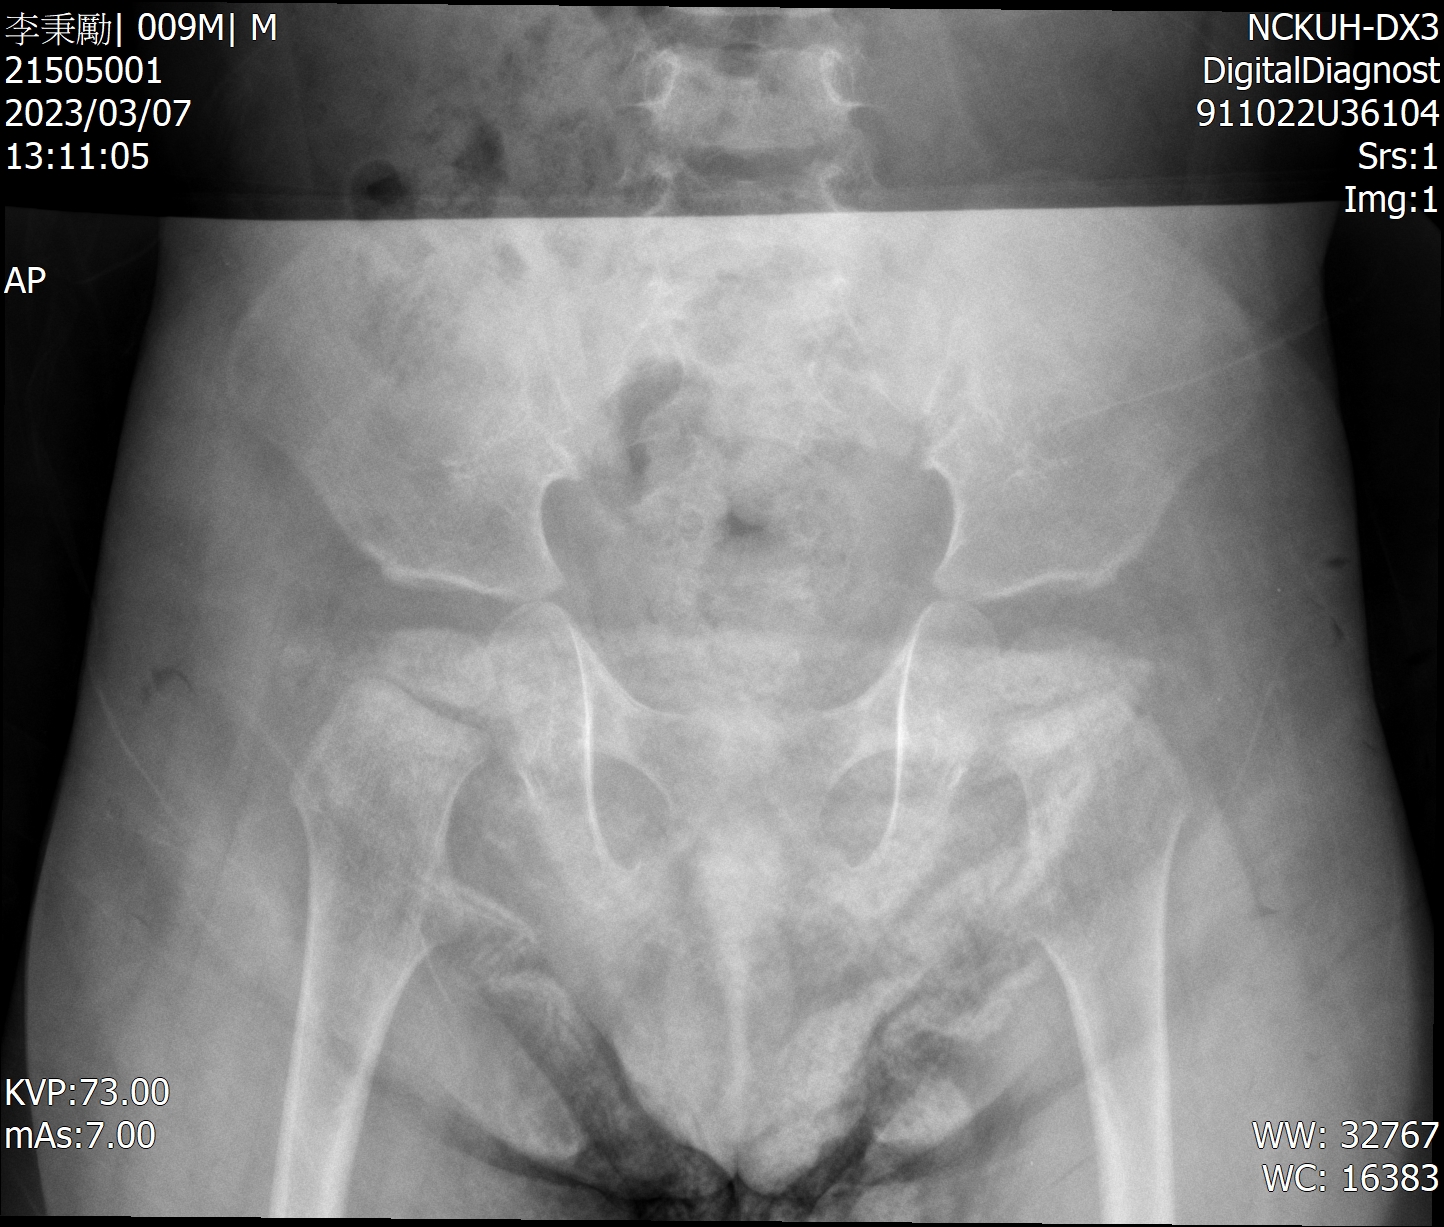 李秉勵| 009M| M
21505001
2023/03/07
13:11:05
NCKUH-DX3
DigitalDiagnost
911022U36104
Srs:1
Img:1
AP
KVP:73.00
mAs:7.00
WW: 32767
WC: 16383